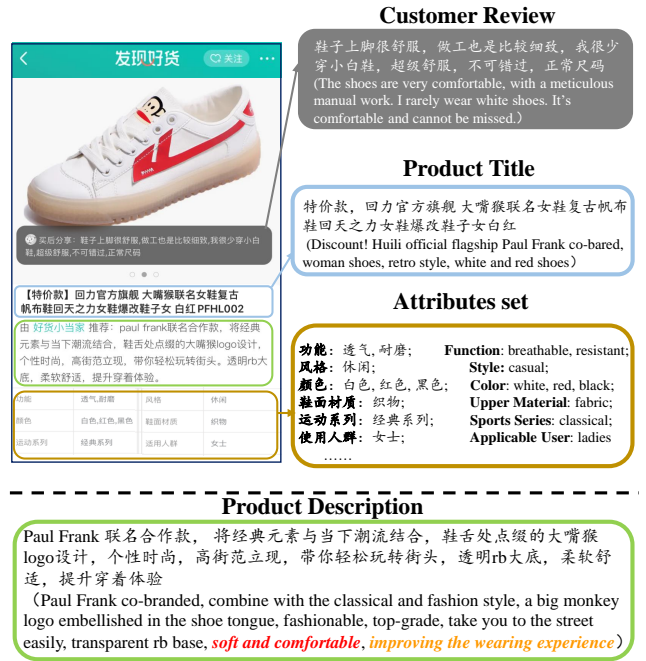 Customer Review
鞋子上脚很舒服，做工也是比较细致，我很少
穿小白鞋，超级舒服，不可错过，正常尺码
(The shoes are very comfortable, with a meticulous
manual work. I rarely wear white shoes. It's
comfortable and cannot be missed.）
发现好货
关注
买后分享：鞋子上脚很舒服,做工也是比较细致,我很少穿小白
鞋,超级舒服,不可错过,正常尺码
【特价款】回力官方旗舰 大嘴猴联名女鞋复古
帆布鞋回天之力女鞋爆改鞋子女 白红 PFHL002
由 好货小当家 推荐：paul frank联名合作款，将经典
元素与当下潮流结合，鞋舌处点缀的大嘴猴logo设计，
个性时尚，高街范立现，带你轻松玩转街头。透明rb大
底，柔软舒适，提升穿着体验。
功能 透气,耐磨 风格 休闲
颜色 白色,红色,黑色 鞋面材质 织物
运动系列 经典系列 适用人群 女士
Product Title
特价款，回力官方旗舰 大嘴猴联名女鞋复古帆布
鞋回天之力女鞋爆改鞋子女白红
(Discount! Huili official flagship Paul Frank co-bared,
woman shoes, retro style, white and red shoes）
Attributes set
功能：透气,耐磨; Function: breathable, resistant;
风格：休闲; Style: casual;
颜色：白色,红色,黑色; Color: white, red, black;
鞋面材质：织物; Upper Material: fabric;
运动系列：经典系列; Sports Series: classical;
使用人群：女士; Applicable User: ladies
……
Product Description
Paul Frank 联名合作款， 将经典元素与当下潮流结合，鞋舌处点缀的大嘴猴
logo设计，个性时尚，高街范立现，带你轻松玩转街头，透明rb大底，柔软舒
适，提升穿着体验
（Paul Frank co-branded, combine with the classical and fashion style, a big monkey
logo embellished in the shoe tongue, fashionable, top-grade, take you to the street
easily, transparent rb base, soft and comfortable, improving the wearing experience）